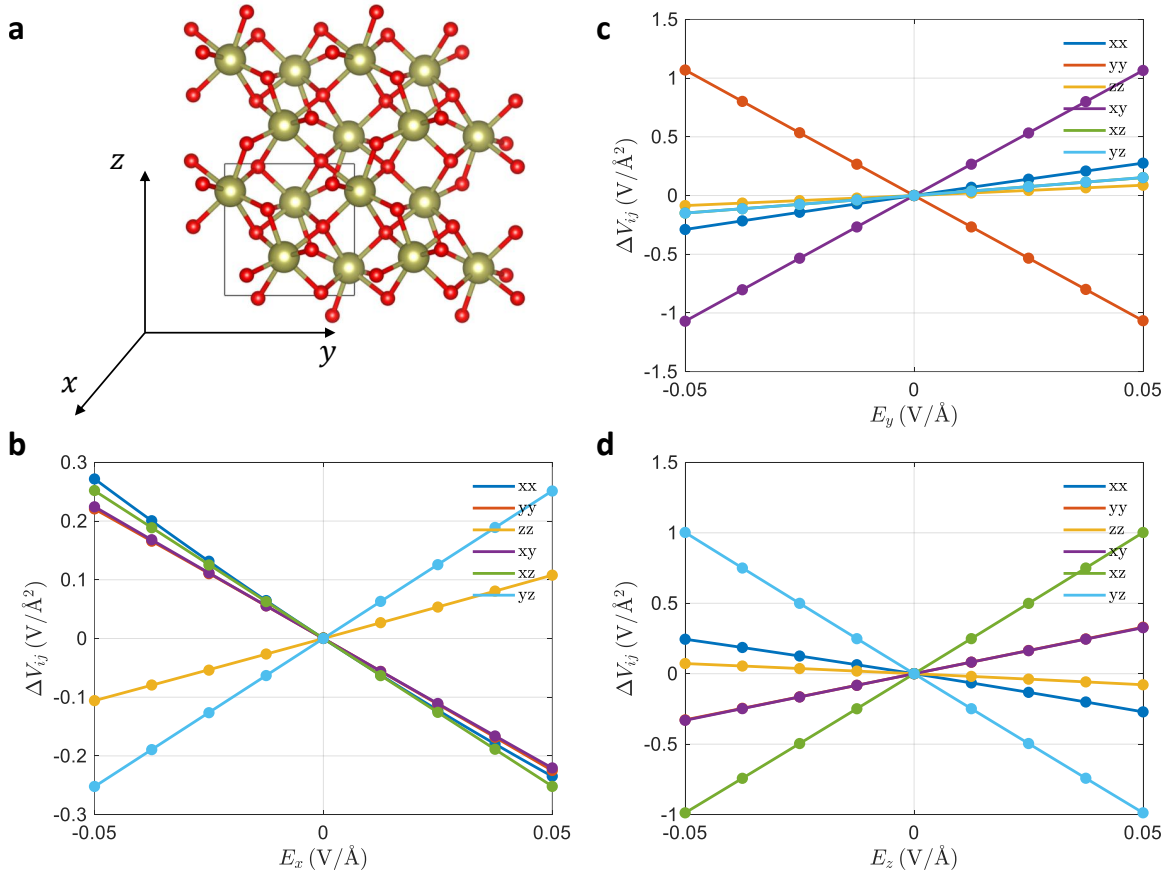 a
z
y
x
b
0.3
0.2
0.1
0
-0.1
-0.2
-0.3
ΔV_ij (V/Å²)
-0.05
0
0.05
E_x (V/Å)
xx
yy
zz
xy
xz
yz
c
1.5
1
0.5
0
-0.5
-1
-1.5
ΔV_ij (V/Å²)
-0.05
0
0.05
E_y (V/Å)
xx
yy
zz
xy
xz
yz
d
1.5
1
0.5
0
-0.5
-1
ΔV_ij (V/Å²)
-0.05
0
0.05
E_z (V/Å)
xx
yy
zz
xy
xz
yz